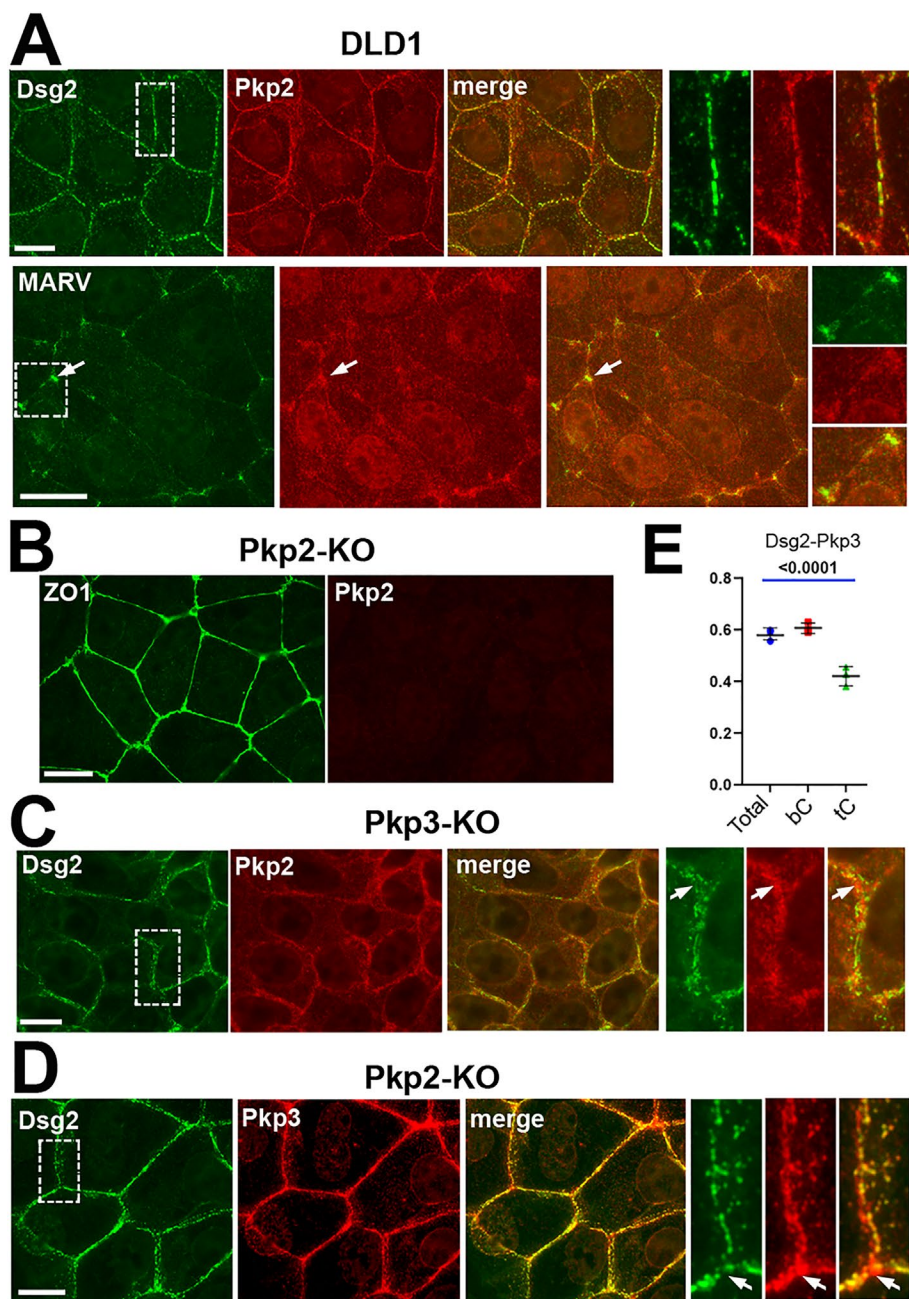 A
DLD1
Dsg2
Pkp2
merge
MARV
B
Pkp2-KO
ZO1
Pkp2
E
Dsg2-Pkp3
<0.0001
0.8
0.6
0.4
0.2
0.0
Total
bC
tC
C
Pkp3-KO
Dsg2
Pkp2
merge
D
Pkp2-KO
Dsg2
Pkp3
merge